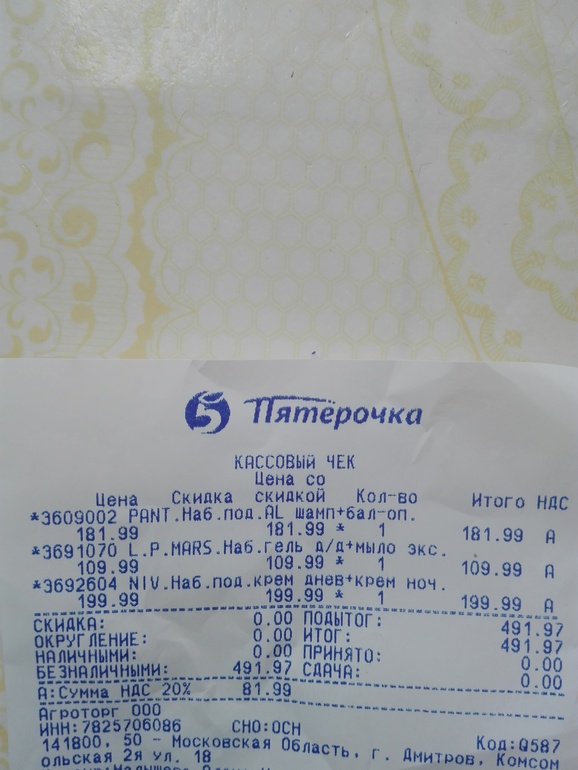 5 Пятёрочка
КАССОВЫЙ ЧЕК
Цена со
Цена Скидка скидкой Кол-во Итого НДС
*3609002 PANT.Наб.под.AL шамп+бал-оп.
181.99 181.99 * 1 181.99 А
*3691070 L.P.MARS.Наб.гель д/д+мыло экс.
109.99 109.99 * 1 109.99 А
*3692604 NIV.Наб.под.крем днев+крем ноч.
199.99 199.99 * 1 199.99 А
СКИДКА: 0.00 ПОДЫТОГ: 491.97
ОКРУГЛЕНИЕ: 0.00 ИТОГ: 491.97
НАЛИЧНЫМИ: 0.00 ПРИНЯТО: 0.00
БЕЗНАЛИЧНЫМИ: 491.97 СДАЧА: 0.00
А:Сумма НДС 20% 81.99
Агроторг ООО
ИНН:7825706086 СНО:ОСН Код:Q587
141800, 50 - Московская Область, г. Дмитров, Комсом
ольская 2я ул. 18